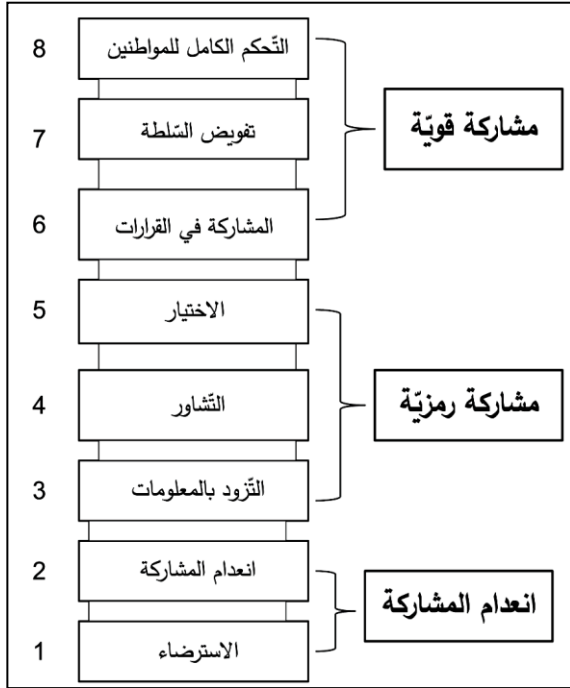 8
التّحكم الكامل للمواطنين
7
تفويض السّلطة
مشاركة قويّة
6
المشاركة في القرارات
5
الاختيار
4
التّشاور
مشاركة رمزيّة
3
التّزود بالمعلومات
2
انعدام المشاركة
انعدام المشاركة
1
الاسترضاء